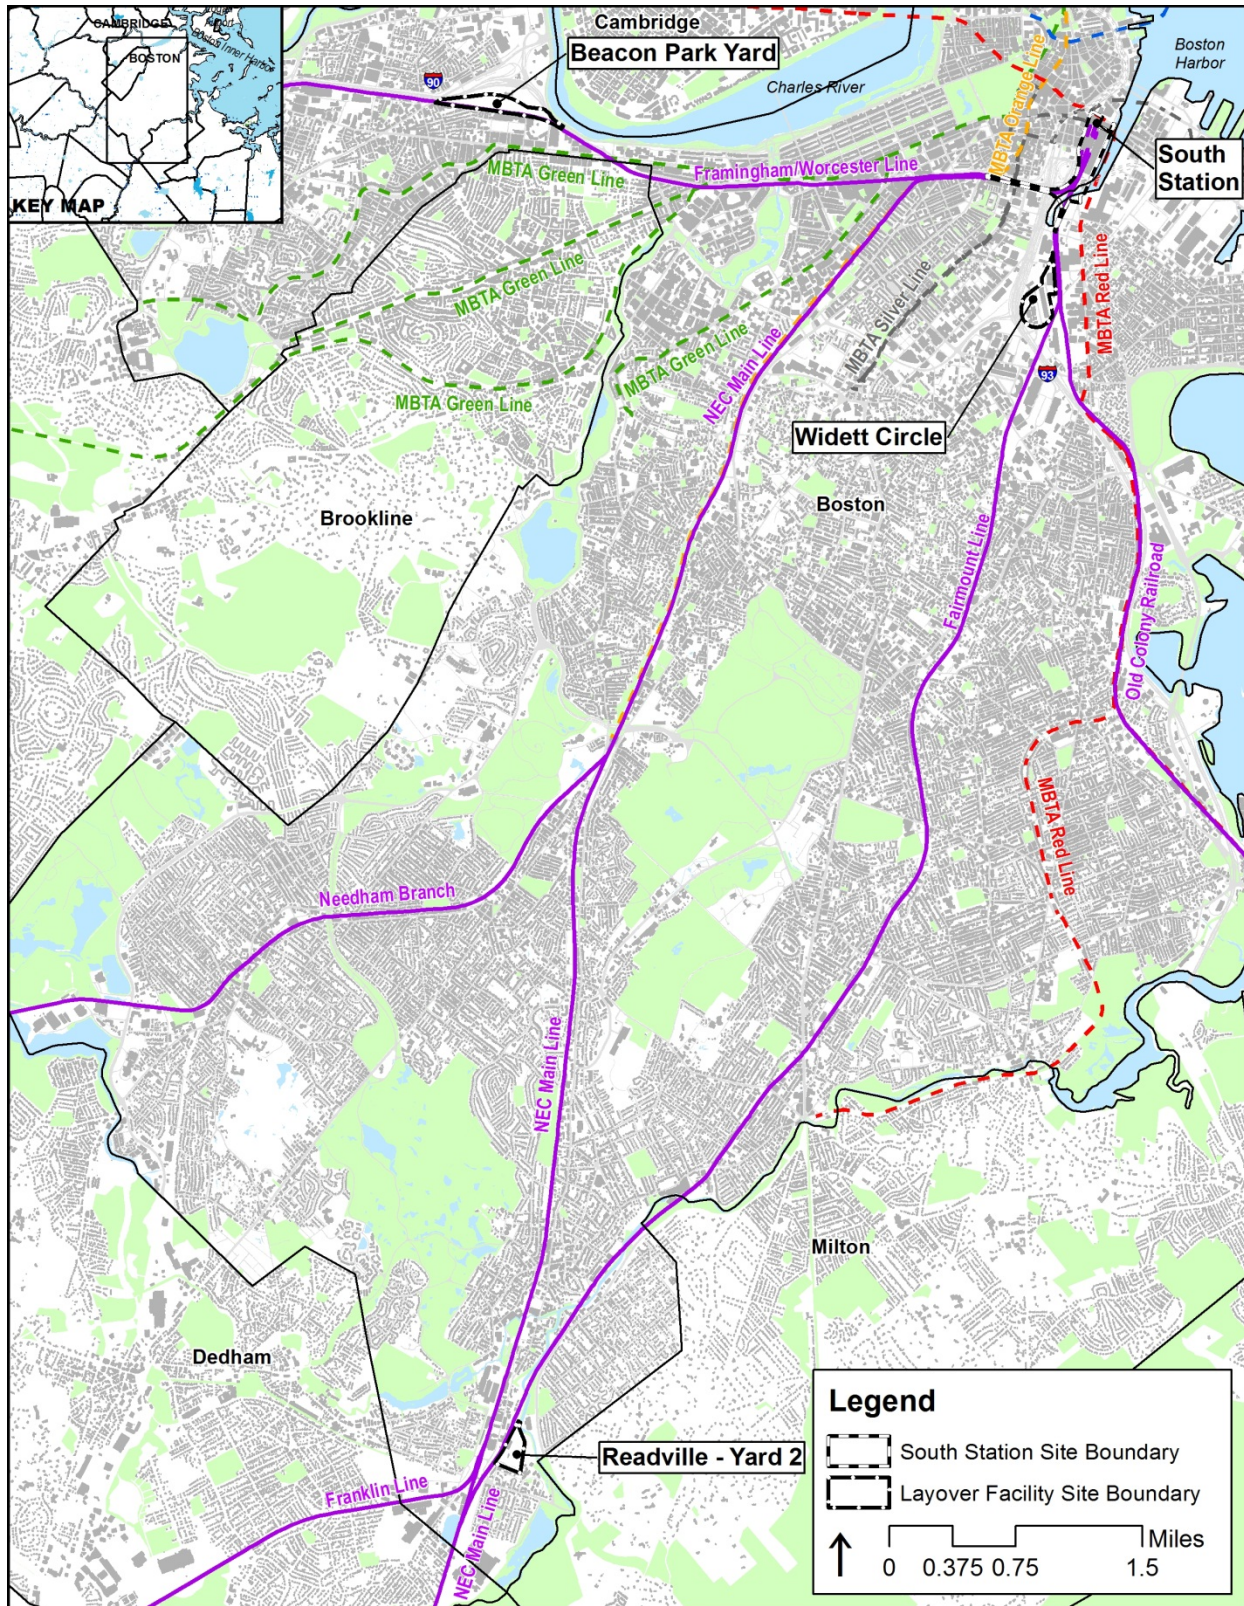 CAMBRIDGE
Boston Inner Harbor
BOSTON
KEY MAP
Cambridge
Beacon Park Yard
90
Charles River
Boston
Harbor
MBTA Orange Line
South
Station
MBTA Green Line
Framingham/Worcester Line
MBTA Green Line
MBTA Green Line
MBTA Green Line
NEC Main Line
MBTA Silver Line
MBTA Red Line
93
Widett Circle
Brookline
Boston
Fairmount Line
Old Colony Railroad
MBTA Red Line
Needham Branch
NEC Main Line
Milton
Dedham
Readville - Yard 2
Franklin Line
NEC Main Line
Legend
South Station Site Boundary
Layover Facility Site Boundary
Miles
0 0.375 0.75 1.5